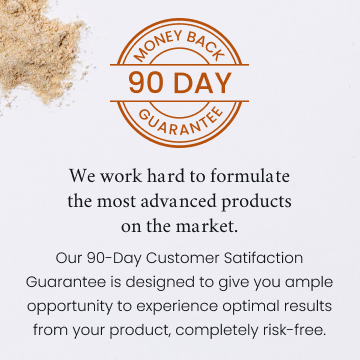 MONEY BACK
90 DAY
GUARANTEE
We work hard to formulate
the most advanced products
on the market.
Our 90-Day Customer Satifaction
Guarantee is designed to give you ample
opportunity to experience optimal results
from your product, completely risk-free.